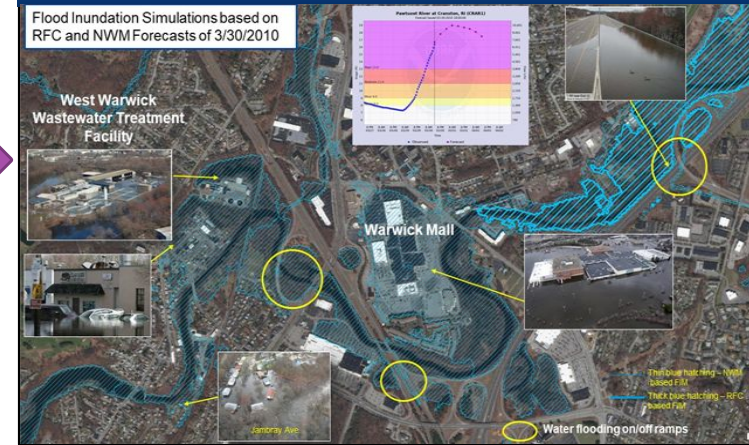 Flood Inundation Simulations based on
RFC and NWM Forecasts of 3/30/2010
Pawtuxet River at Cranston, RI (CRAR1)
West Warwick
Wastewater Treatment
Facility
Warwick Mall
Jambray Ave
Thin blue hatching – NWM
based FIM
Thick blue hatching – RFC
based FIM
Water flooding on/off ramps